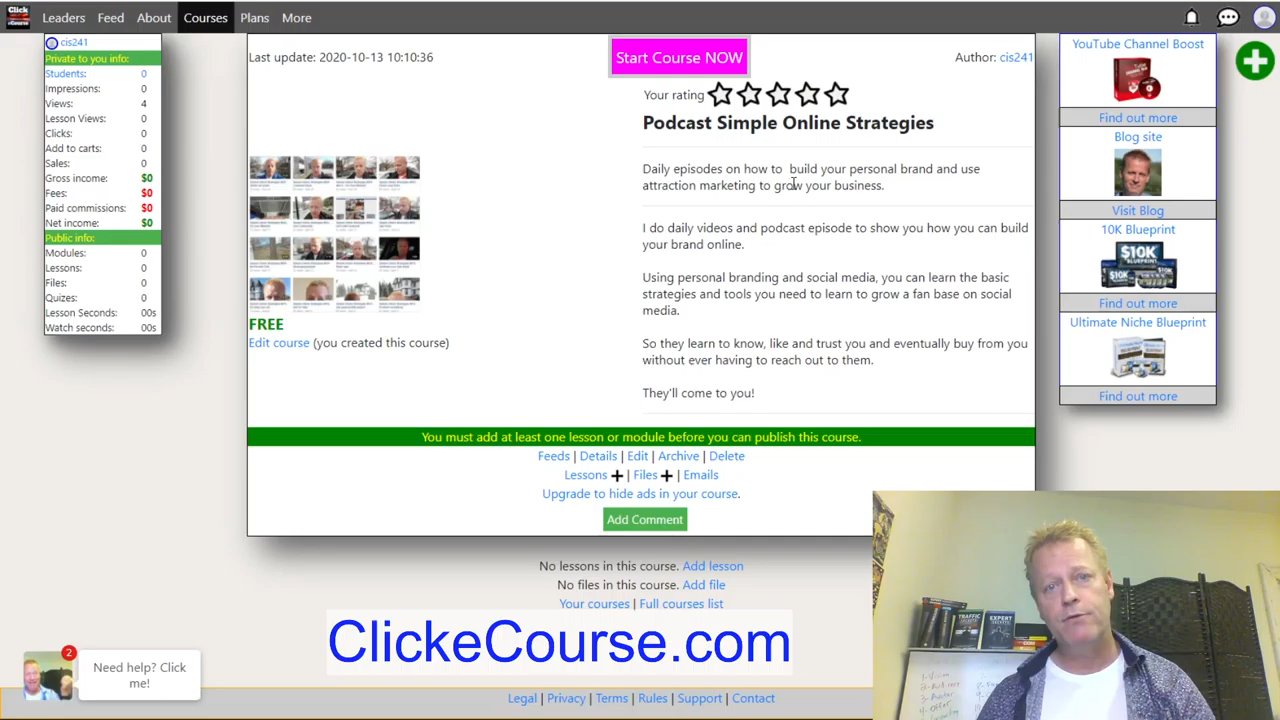 Click
eCourse
Leaders
Feed
About
Courses
Plans
More
cis241
Private to you info:
Students: 0
Impressions: 0
Views: 4
Lesson Views: 0
Clicks: 0
Add to carts: 0
Sales: 0
Gross income: $0
Fees: $0
Paid commissions: $0
Net income: $0
Public info:
Modules: 0
Lessons: 0
Files: 0
Quizes: 0
Lesson Seconds: 00s
Watch seconds: 00s
Last update: 2020-10-13 10:10:36
Start Course NOW
Author: cis241
Your rating
Podcast Simple Online Strategies
Daily episodes on how to build your personal brand and use
attraction marketing to grow your business.
I do daily videos and podcast episode to show you how you can build
your brand online.
Using personal branding and social media, you can learn the basic
strategies and tools you need to learn to grow a fan base on social
media.
So they learn to know, like and trust you and eventually buy from you
without ever having to reach out to them.
They'll come to you!
FREE
Edit course (you created this course)
You must add at least one lesson or module before you can publish this course.
Feeds | Details | Edit | Archive | Delete
Lessons + | Files + | Emails
Upgrade to hide ads in your course.
Add Comment
No lessons in this course. Add lesson
No files in this course. Add file
Your courses | Full courses list
ClickeCourse.com
YouTube Channel Boost
Find out more
Blog site
Visit Blog
10K Blueprint
$10K
BLUEPRINT
Find out more
Ultimate Niche Blueprint
Find out more
2
Need help? Click
me!
Legal | Privacy | Terms | Rules | Support | Contact
TRAFFIC
SECRETS
EXPERT
SECRETS